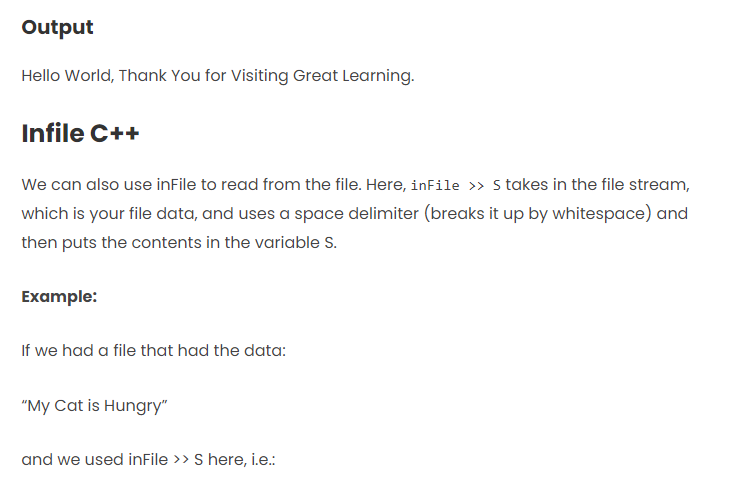 Output
Hello World, Thank You for Visiting Great Learning.
Infile C++
We can also use inFile to read from the file. Here, inFile >> S takes in the file stream,
which is your file data, and uses a space delimiter (breaks it up by whitespace) and
then puts the contents in the variable S.
Example:
If we had a file that had the data:
“My Cat is Hungry”
and we used inFile >> S here, i.e.: